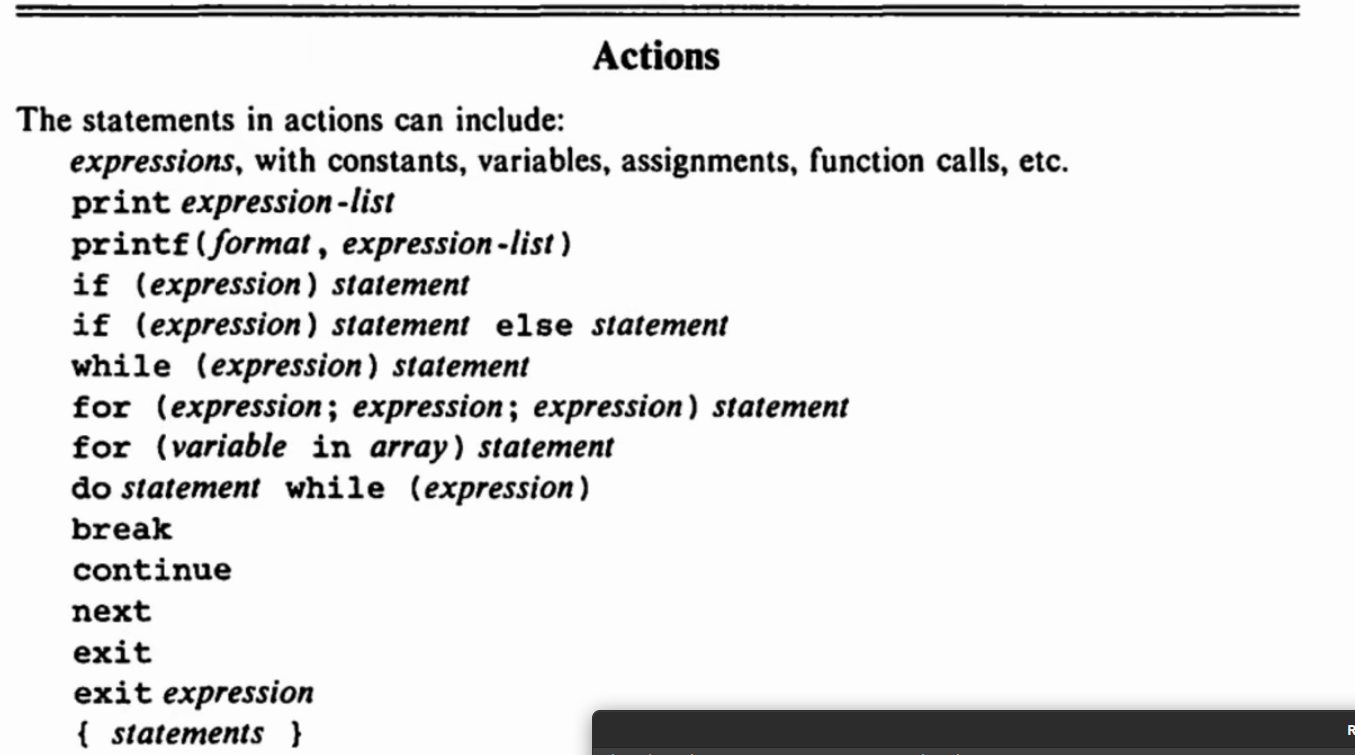 Actions
The statements in actions can include:
expressions, with constants, variables, assignments, function calls, etc.
print expression-list
printf(format, expression-list)
if (expression) statement
if (expression) statement else statement
while (expression) statement
for (expression; expression; expression) statement
for (variable in array) statement
do statement while (expression)
break
continue
next
exit
exit expression
{ statements }